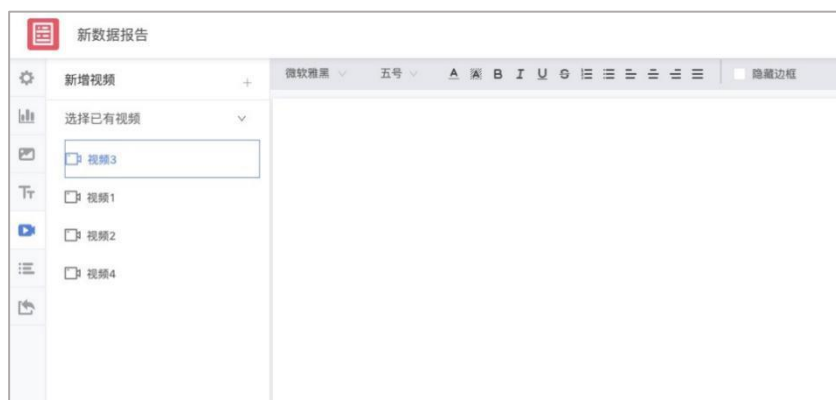 新数据报告
新增视频 +
微软雅黑 五号 A A B I U S 隐藏边框
选择已有视频
视频3
视频1
视频2
视频4